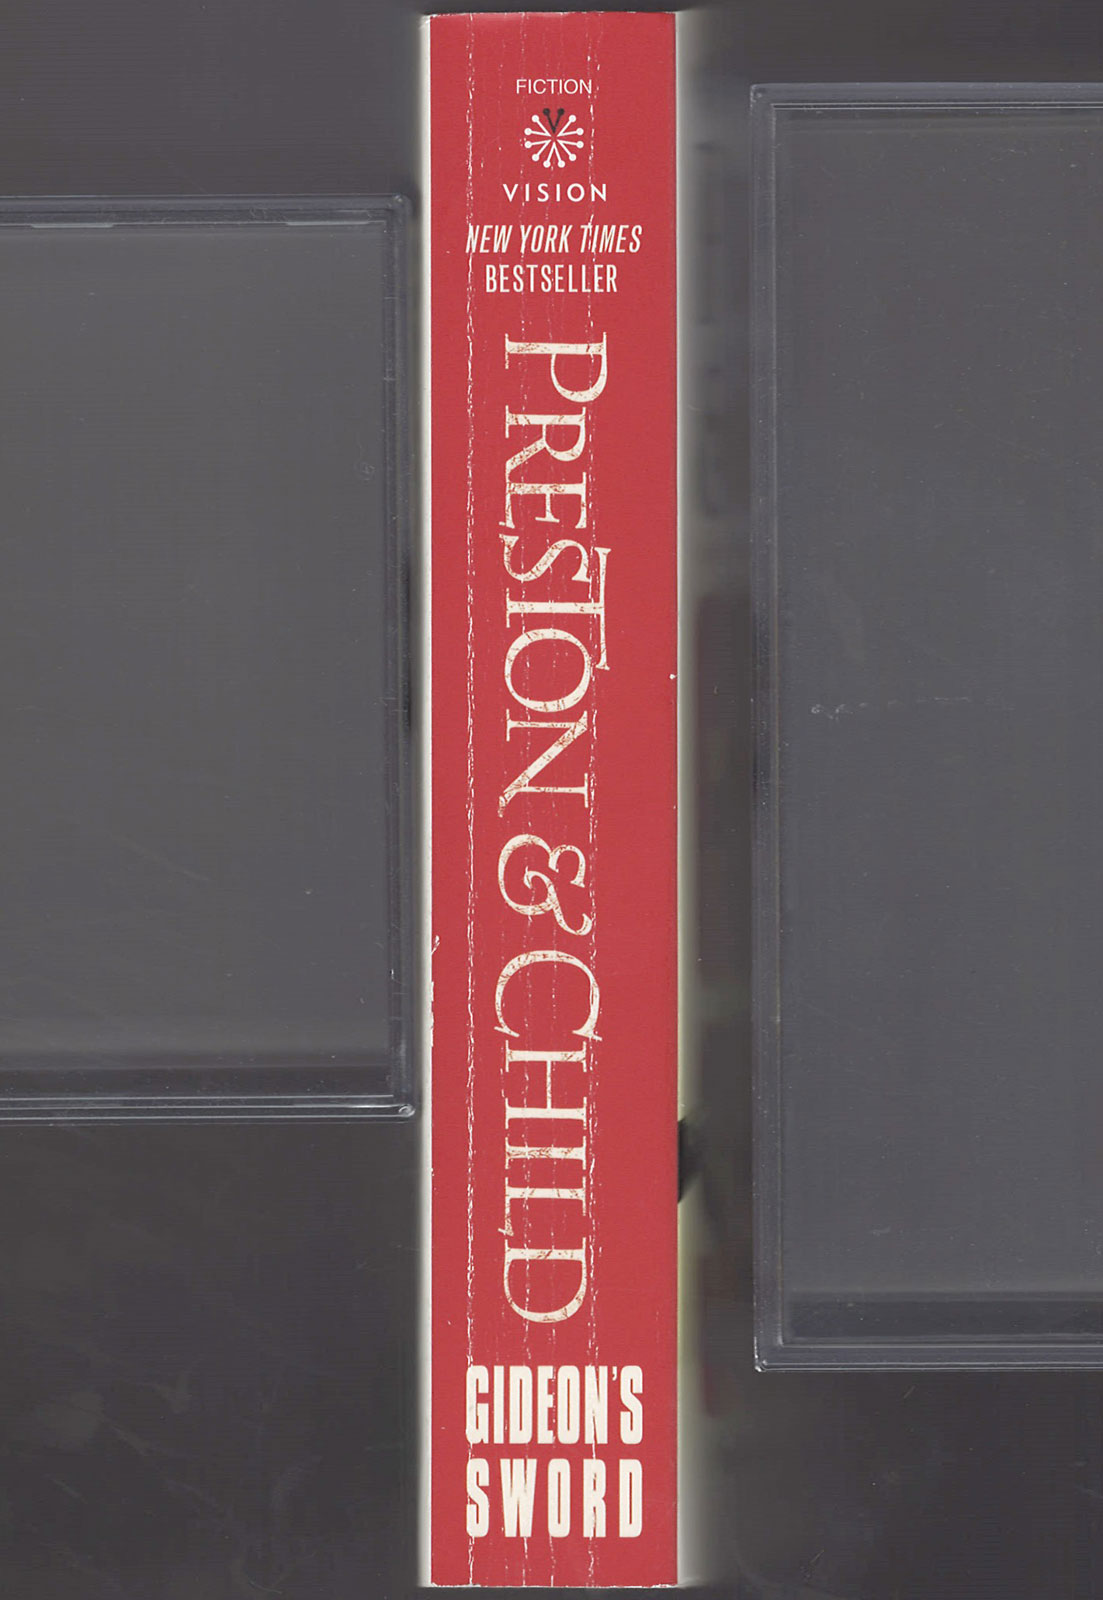 FICTION
VISION
NEW YORK TIMES
BESTSELLER
PRESTON & CHILD
GIDEON'S
SWORD